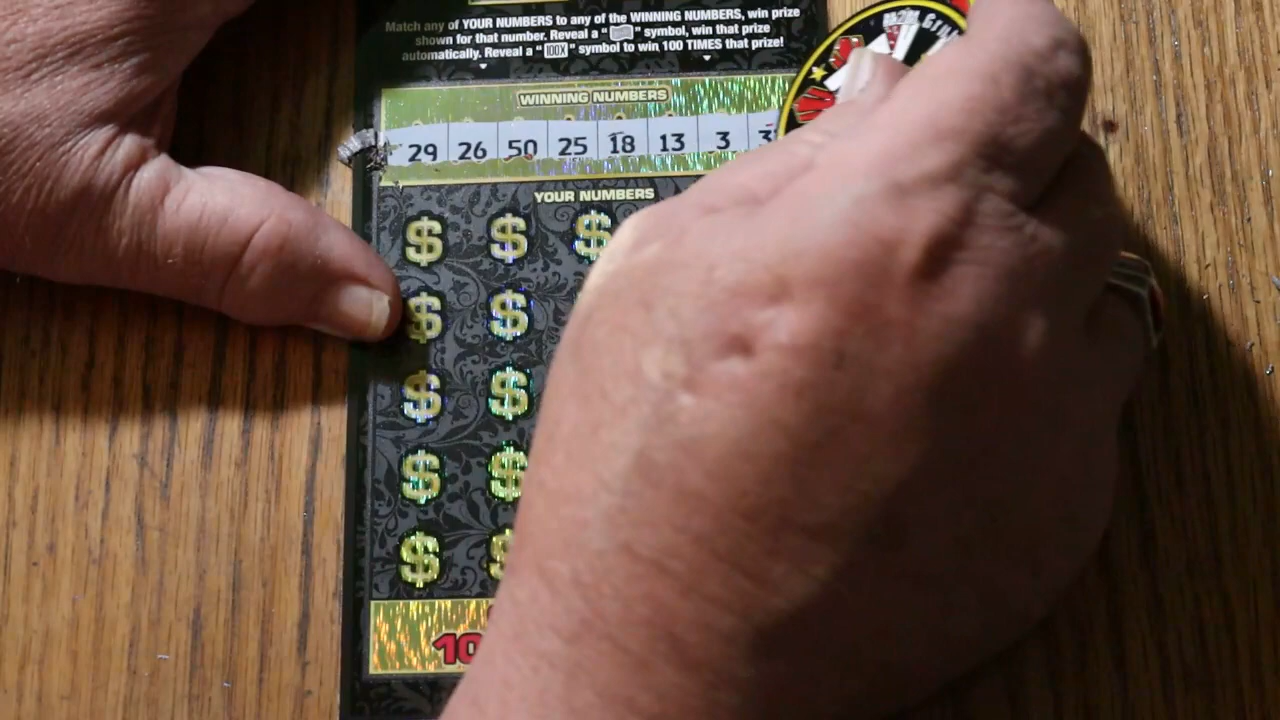 Match any of YOUR NUMBERS to any of the WINNING NUMBERS, win prize
shown for that number. Reveal a " " symbol, win that prize
automatically. Reveal a "100X" symbol to win 100 TIMES that prize!
WINNING NUMBERS
29 26 50 25 18 13 3
YOUR NUMBERS
$ $ $
$ $
$ $
$ $
$ $
10